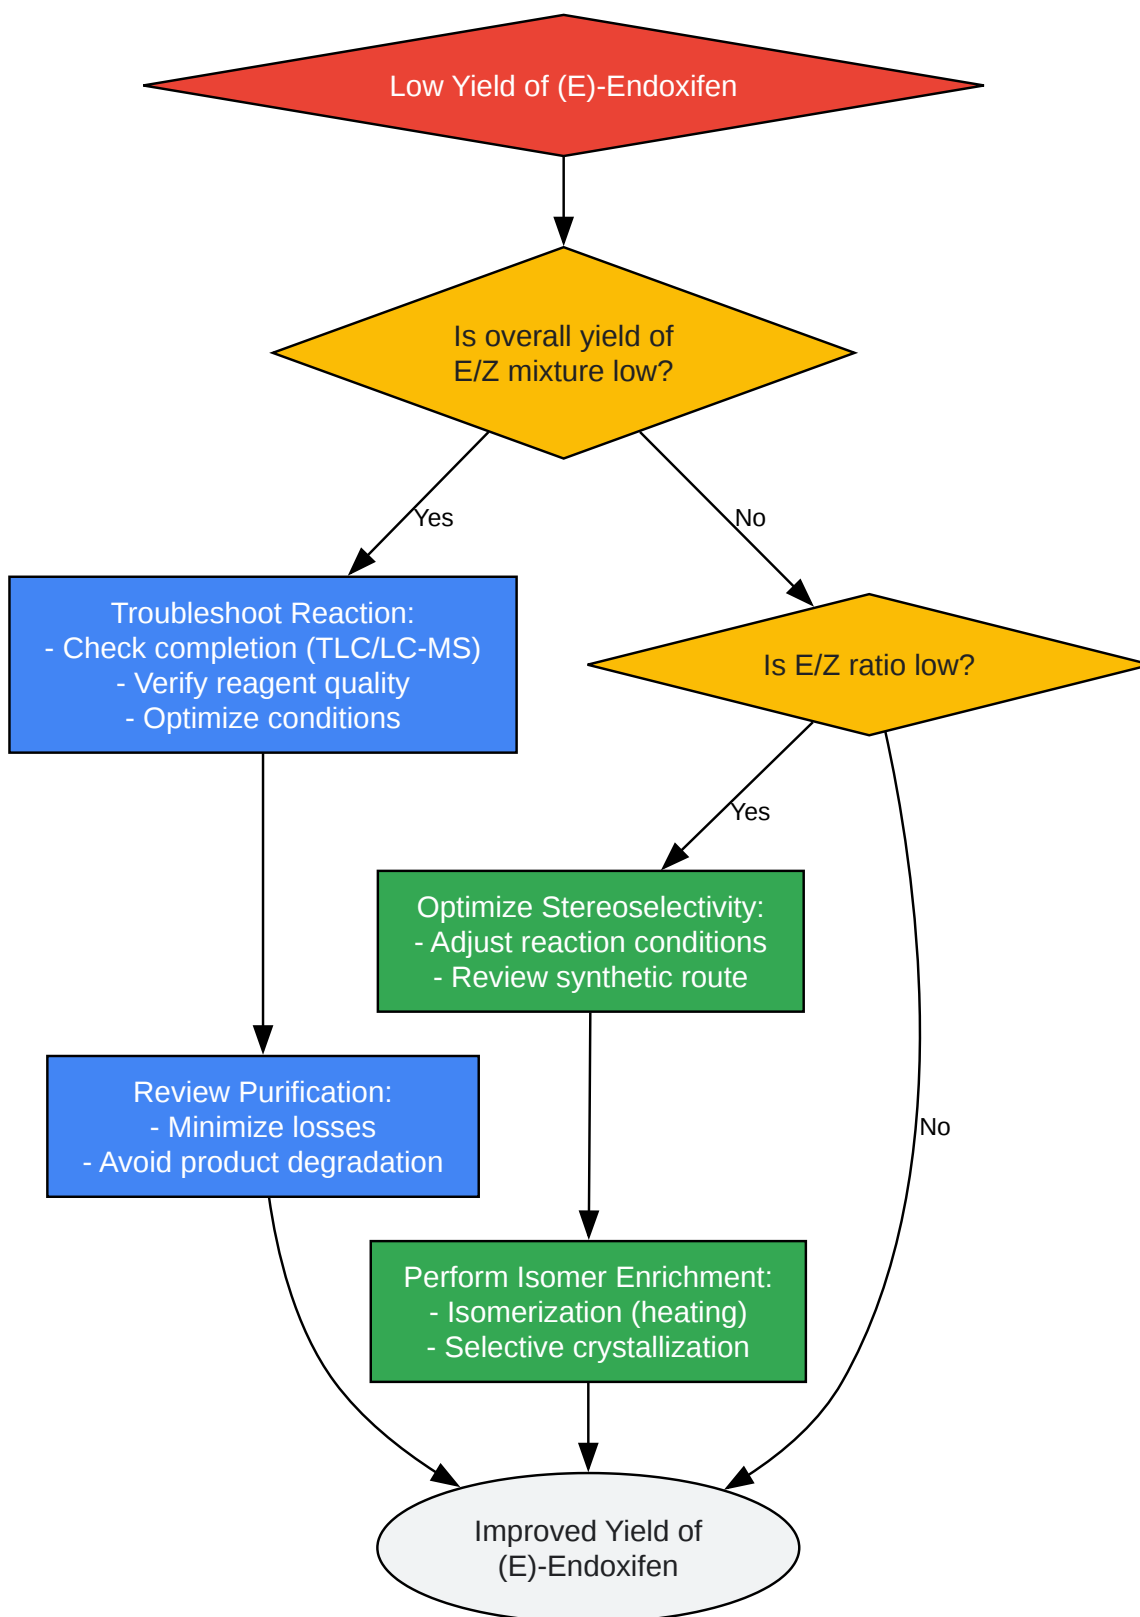 Low Yield of (E)-Endoxifen
Is overall yield of
E/Z mixture low?
Yes
No
Troubleshoot Reaction:
- Check completion (TLC/LC-MS)
- Verify reagent quality
- Optimize conditions
Is E/Z ratio low?
Yes
Optimize Stereoselectivity:
- Adjust reaction conditions
- Review synthetic route
Review Purification:
- Minimize losses
- Avoid product degradation
No
Perform Isomer Enrichment:
- Isomerization (heating)
- Selective crystallization
Improved Yield of
(E)-Endoxifen